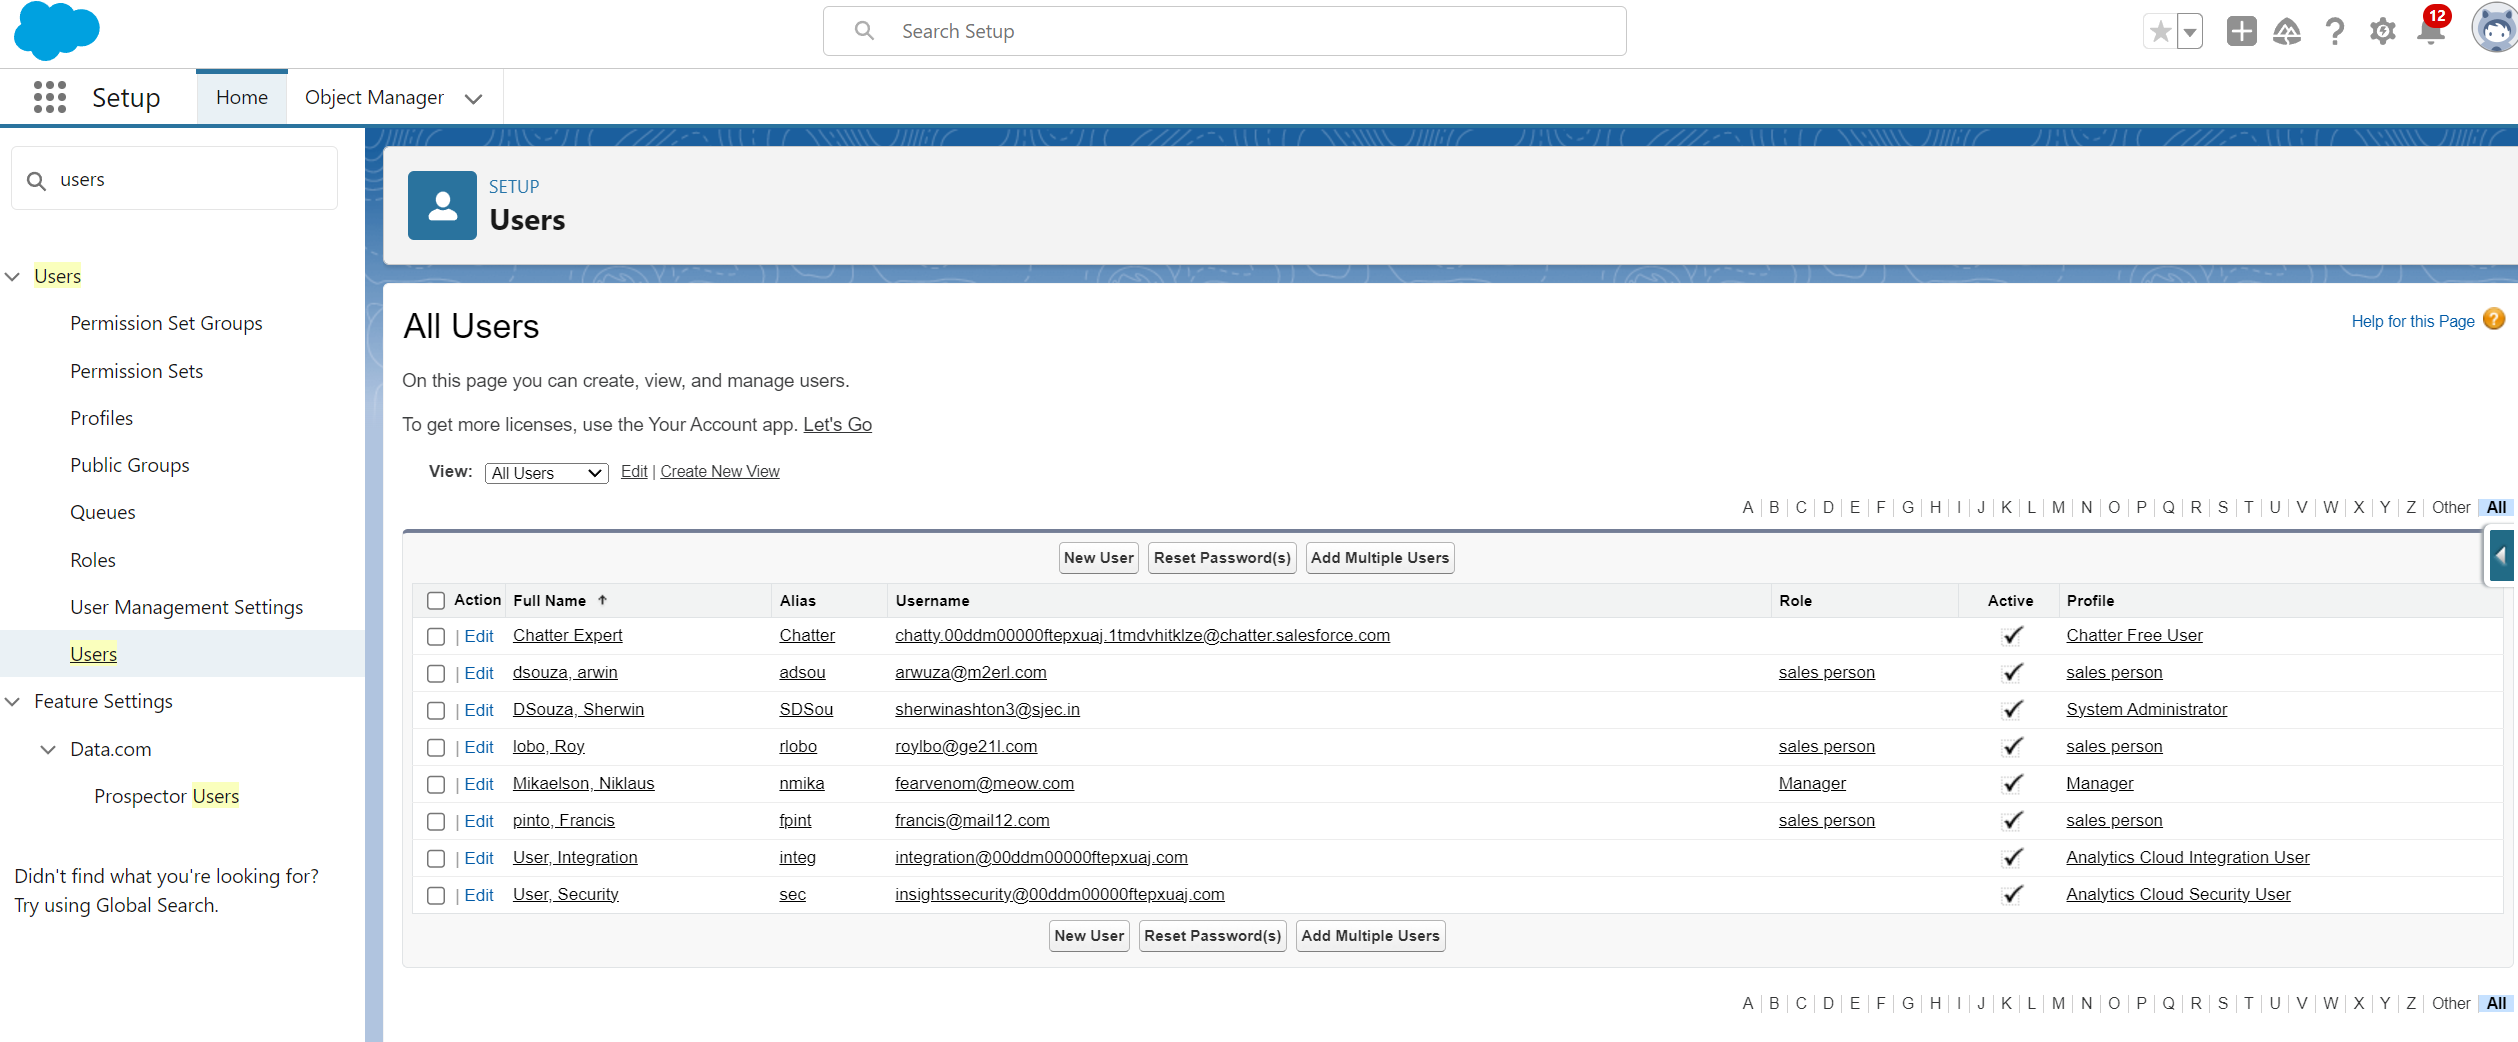 Search Setup
12
Setup
Home
Object Manager
users
Users
Permission Set Groups
Permission Sets
Profiles
Public Groups
Queues
Roles
User Management Settings
Users
Feature Settings
Data.com
Prospector Users
Didn't find what you're looking for?
Try using Global Search.
SETUP
Users
All Users
Help for this Page ?
On this page you can create, view, and manage users.
To get more licenses, use the Your Account app. Let's Go
View: All Users Edit | Create New View
A | B | C | D | E | F | G | H | I | J | K | L | M | N | O | P | Q | R | S | T | U | V | W | X | Y | Z | Other | All
New User Reset Password(s) Add Multiple Users
Action Full Name ↑ Alias Username Role Active Profile
| Edit Chatter Expert Chatter chatty.00ddm00000ftepxuaj.1tmdvhitklze@chatter.salesforce.com ✓ Chatter Free User
| Edit dsouza, arwin adsou arwuza@m2erl.com sales person ✓ sales person
| Edit DSouza, Sherwin SDSou sherwinashton3@sjec.in ✓ System Administrator
| Edit lobo, Roy rlobo roylbo@ge21l.com sales person ✓ sales person
| Edit Mikaelson, Niklaus nmika fearvenom@meow.com Manager ✓ Manager
| Edit pinto, Francis fpint francis@mail12.com sales person ✓ sales person
| Edit User, Integration integ integration@00ddm00000ftepxuaj.com ✓ Analytics Cloud Integration User
| Edit User, Security sec insightssecurity@00ddm00000ftepxuaj.com ✓ Analytics Cloud Security User
New User Reset Password(s) Add Multiple Users
A | B | C | D | E | F | G | H | I | J | K | L | M | N | O | P | Q | R | S | T | U | V | W | X | Y | Z | Other | All